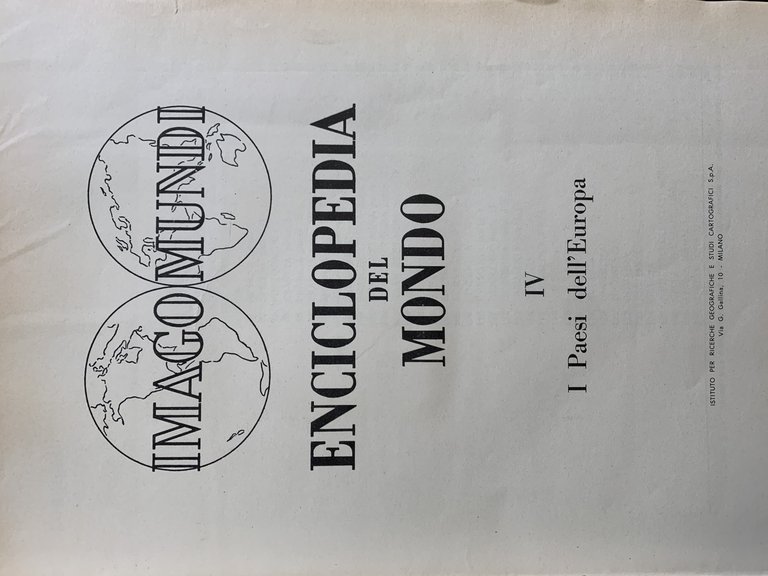 IMAGO MUNDI
ENCICLOPEDIA
DEL
MONDO
IV
I Paesi dell'Europa
ISTITUTO PER RICERCHE GEOGRAFICHE E STUDI CARTOGRAFICI S.p.A.
Via G. Gallina, 10 - MILANO